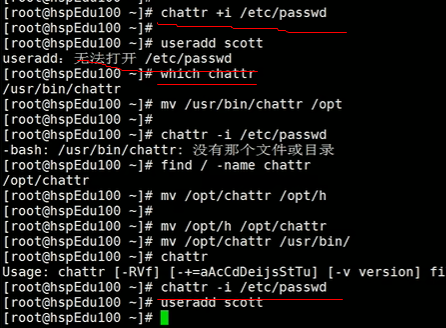 [root@hspEdu100 ~]# chattr +i /etc/passwd
[root@hspEdu100 ~]#
[root@hspEdu100 ~]# useradd scott
useradd：无法打开 /etc/passwd
[root@hspEdu100 ~]# which chattr
/usr/bin/chattr
[root@hspEdu100 ~]# mv /usr/bin/chattr /opt
[root@hspEdu100 ~]#
[root@hspEdu100 ~]# chattr -i /etc/passwd
-bash: /usr/bin/chattr: 没有那个文件或目录
[root@hspEdu100 ~]# find / -name chattr
/opt/chattr
[root@hspEdu100 ~]# mv /opt/chattr /opt/h
[root@hspEdu100 ~]#
[root@hspEdu100 ~]# mv /opt/h /opt/chattr
[root@hspEdu100 ~]# mv /opt/chattr /usr/bin/
[root@hspEdu100 ~]# chattr
Usage: chattr [-RVf] [-+=aAcCdDeijsStTu] [-v version] fi
[root@hspEdu100 ~]# chattr -i /etc/passwd
[root@hspEdu100 ~]# useradd scott
[root@hspEdu100 ~]#